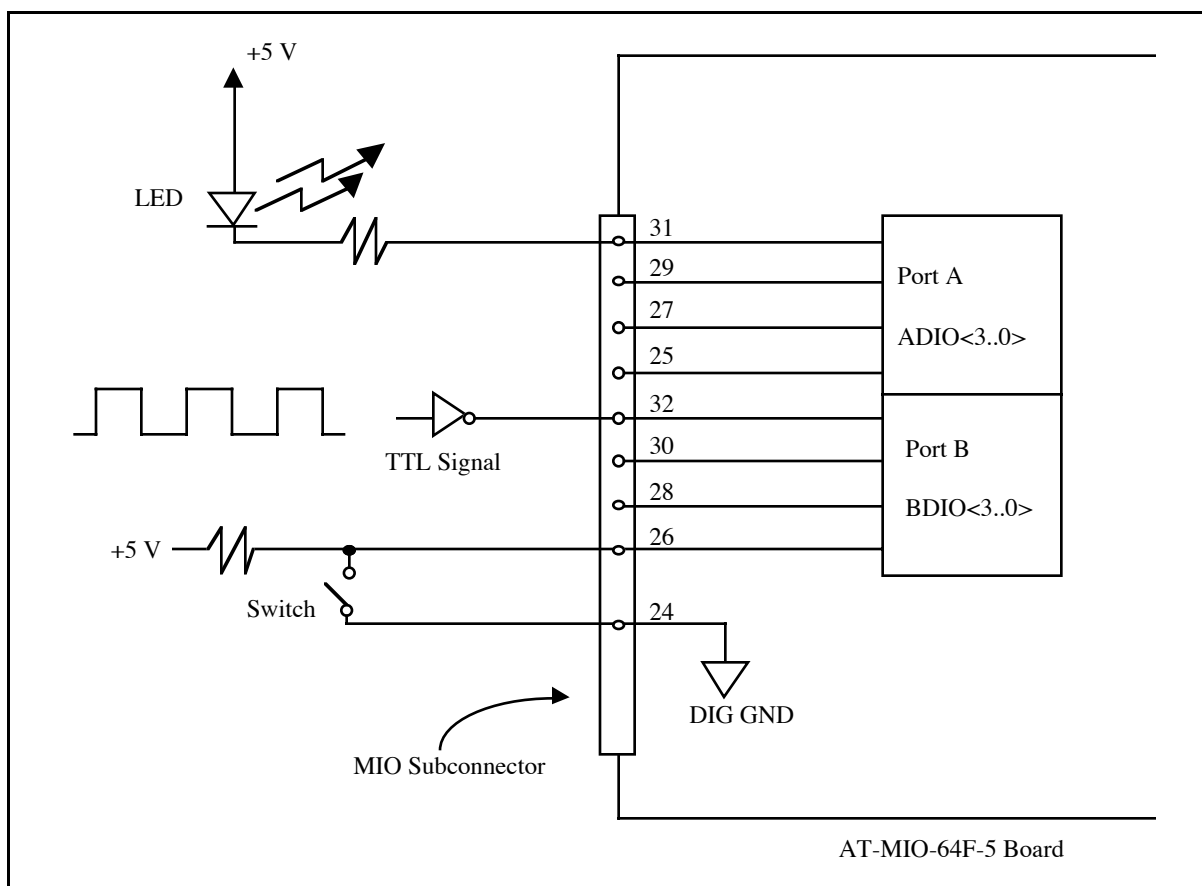 +5 V
LED
31
29
Port A
27
ADIO<3..0>
25
32
TTL Signal
30
Port B
28
BDIO<3..0>
26
+5 V
Switch
24
DIG GND
MIO Subconnector
AT-MIO-64F-5 Board